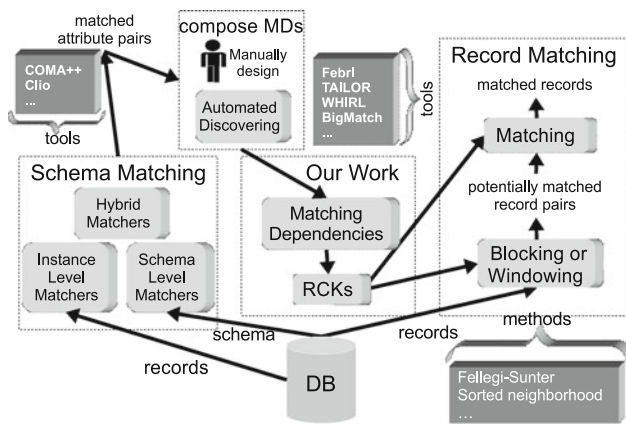 matched
attribute pairs
COMA++
Clio
...
tools
compose MDs
Manually
design
Automated
Discovering
Febrl
TAILOR
WHIRL
BigMatch
...
tools
Record Matching
matched records
Matching
potentially matched
record pairs
Blocking or
Windowing
Schema Matching
Hybrid
Matchers
Instance
Level
Matchers
Schema
Level
Matchers
Our Work
Matching
Dependencies
RCKs
schema
records
records
DB
methods
Fellegi-Sunter
Sorted neighborhood
...